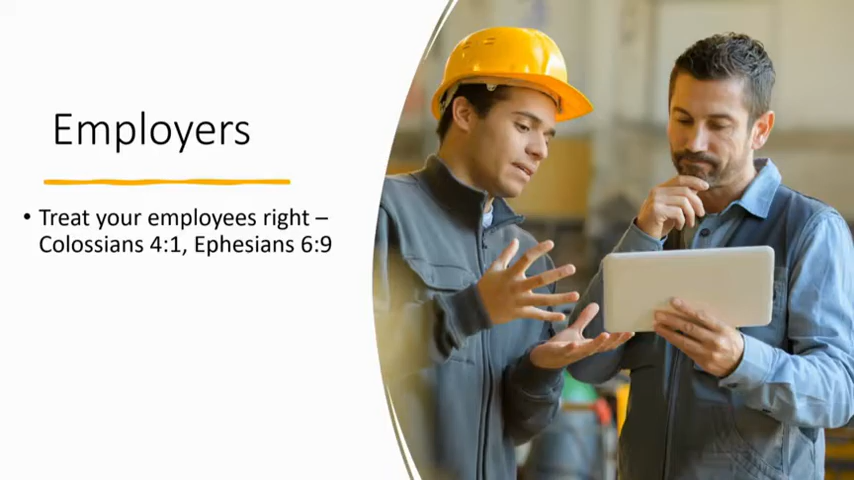 Employers
• Treat your employees right –
Colossians 4:1, Ephesians 6:9